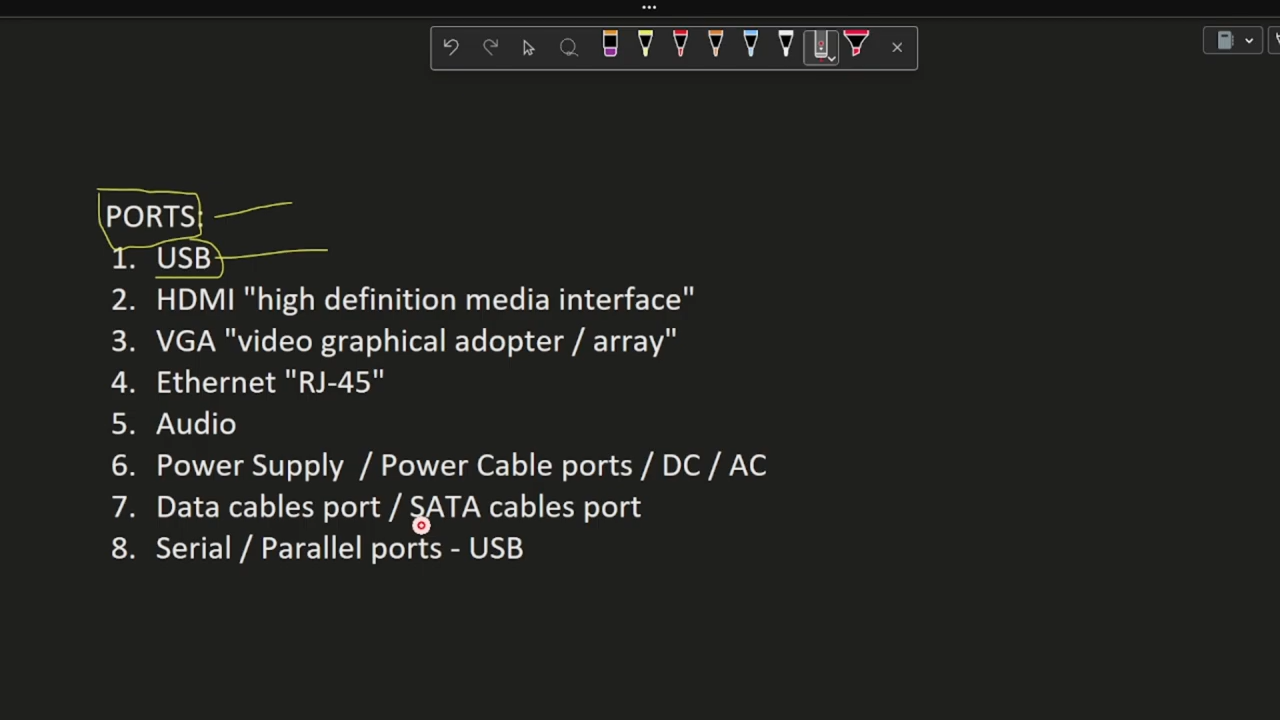 PORTS:
1. USB
2. HDMI "high definition media interface"
3. VGA "video graphical adopter / array"
4. Ethernet "RJ-45"
5. Audio
6. Power Supply / Power Cable ports / DC / AC
7. Data cables port / SATA cables port
8. Serial / Parallel ports - USB